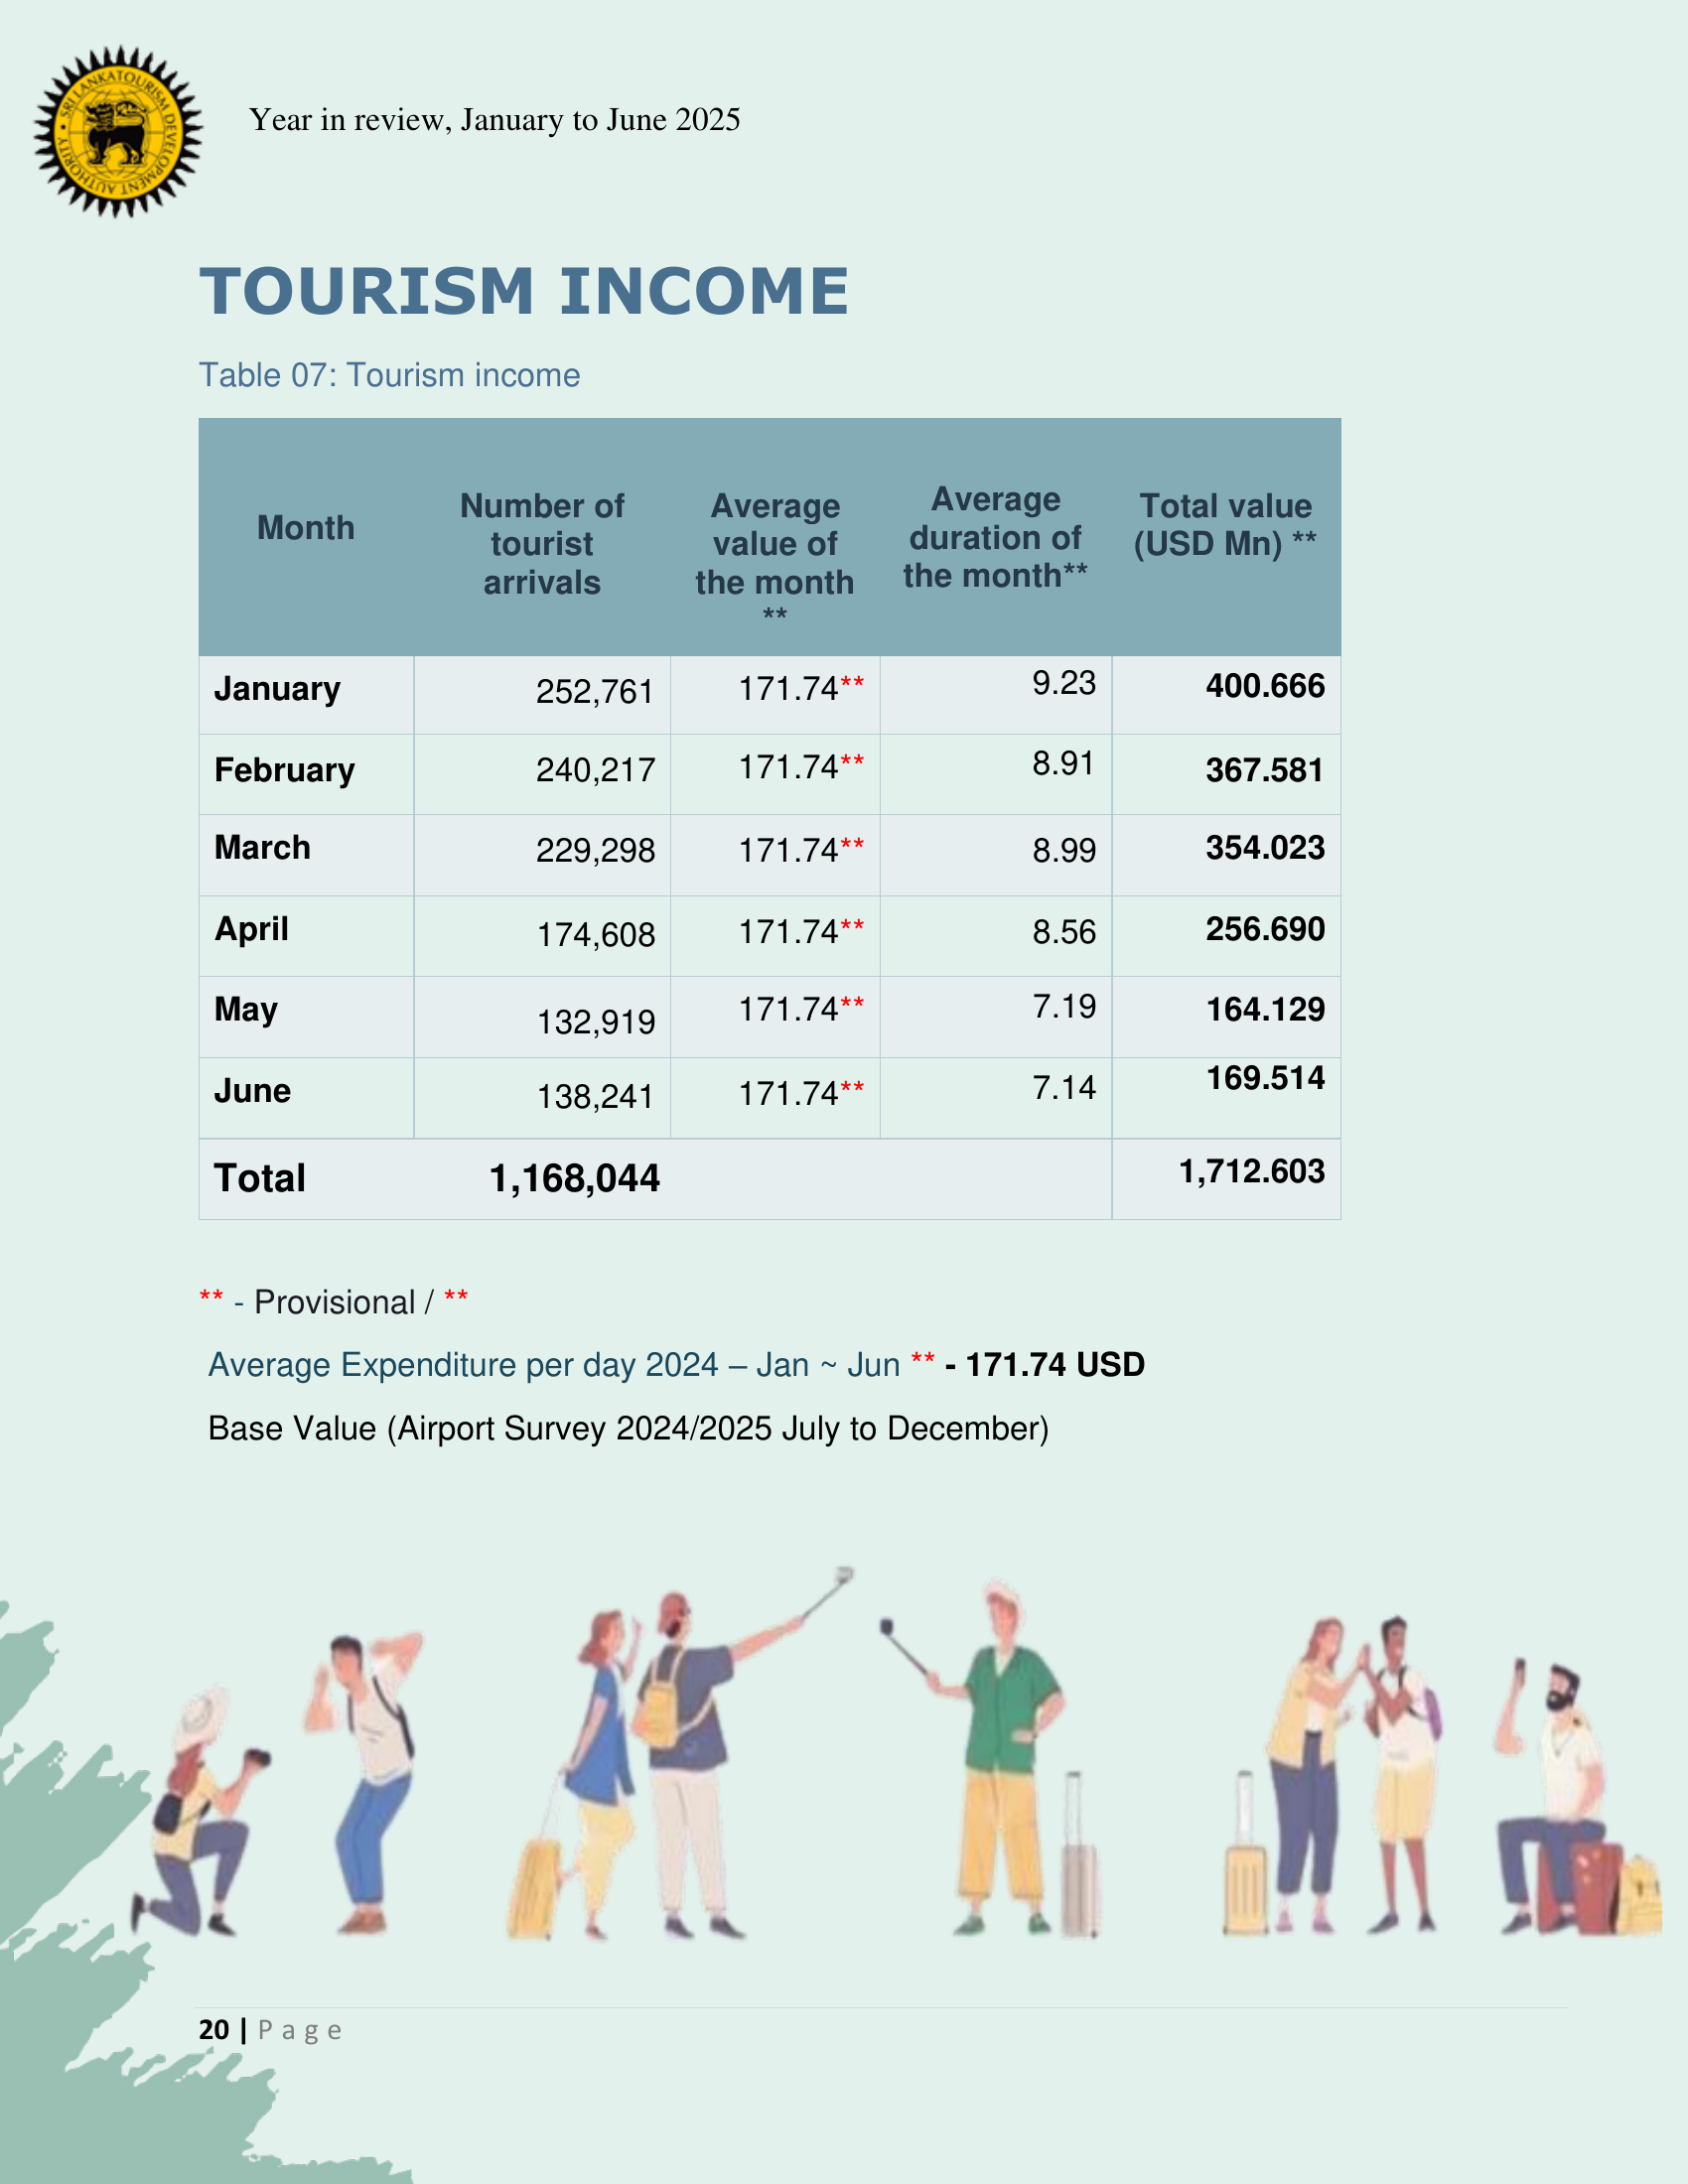 SRI LANKA TOURISM DEVELOPMENT AUTHORITY
Year in review, January to June 2025
TOURISM INCOME
Table 07: Tourism income
Month
Number of
tourist
arrivals
Average
value of
the month
**
Average
duration of
the month**
Total value
(USD Mn) **
January 252,761 171.74** 9.23 400.666
February 240,217 171.74** 8.91 367.581
March 229,298 171.74** 8.99 354.023
April 174,608 171.74** 8.56 256.690
May 132,919 171.74** 7.19 164.129
June 138,241 171.74** 7.14 169.514
Total 1,168,044 1,712.603
** - Provisional / **
Average Expenditure per day 2024 – Jan ~ Jun ** - 171.74 USD
Base Value (Airport Survey 2024/2025 July to December)
20 | Page